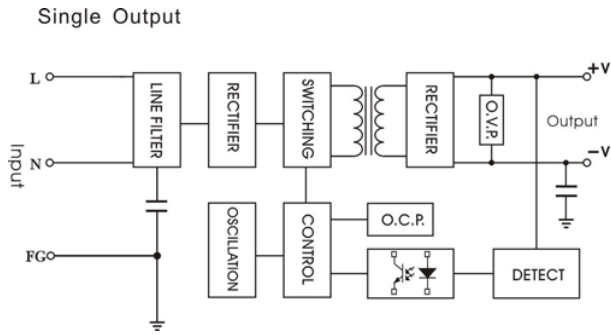 Single Output
L
N
FG
Input
LINE FILTER
RECTIFIER
SWITCHING
RECTIFIER
O.V.P.
+V
Output
-V
OSCILLATION
CONTROL
O.C.P.
DETECT